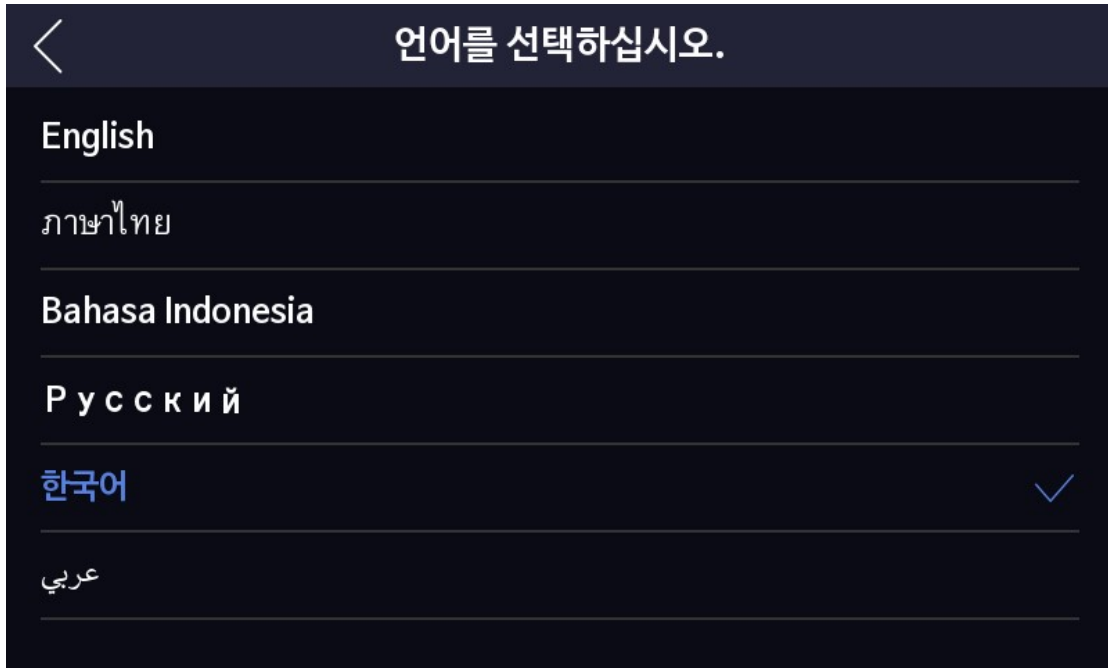 언어를 선택하십시오.
English
ภาษาไทย
Bahasa Indonesia
Русский
한국어
عربي